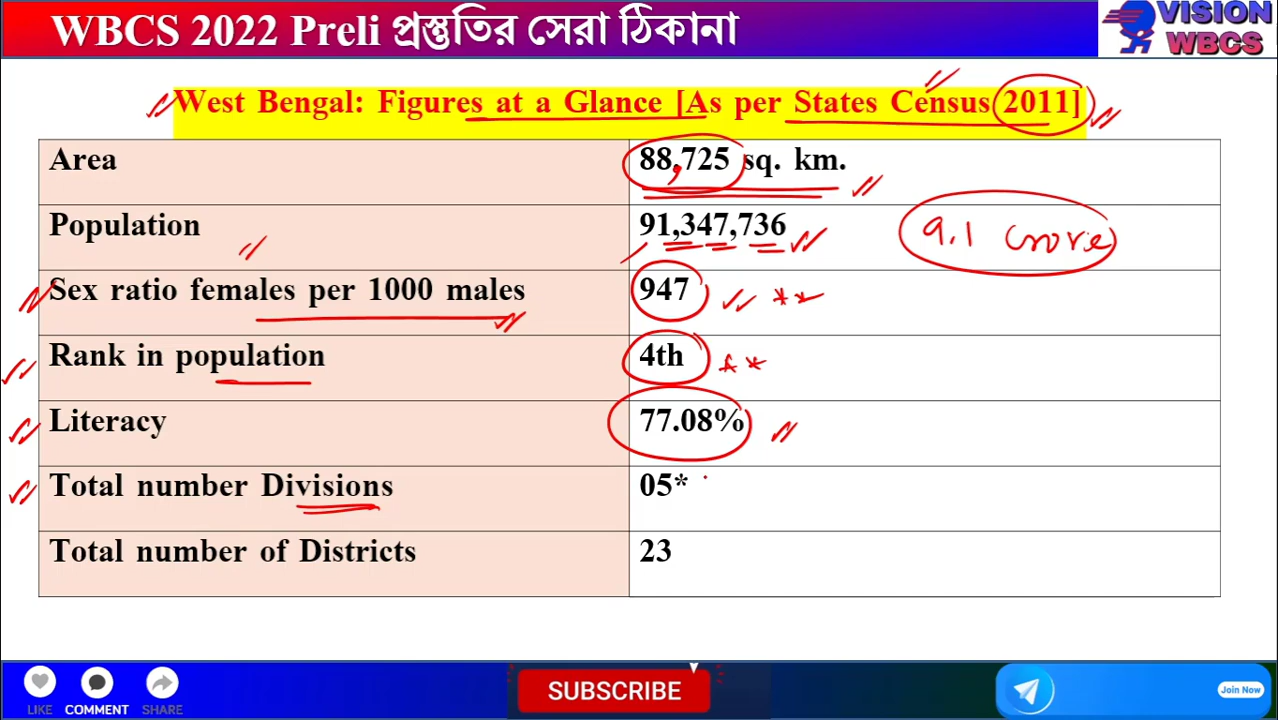 WBCS 2022 Preli প্রস্তুতির সেরা ঠিকানা
VISION
WBCS
West Bengal: Figures at a Glance [As per States Census 2011]
Area 88,725 sq. km.
Population 91,347,736 9.1 crore
Sex ratio females per 1000 males 947
Rank in population 4th
Literacy 77.08%
Total number Divisions 05*
Total number of Districts 23
LIKE COMMENT SHARE
SUBSCRIBE
Join Now